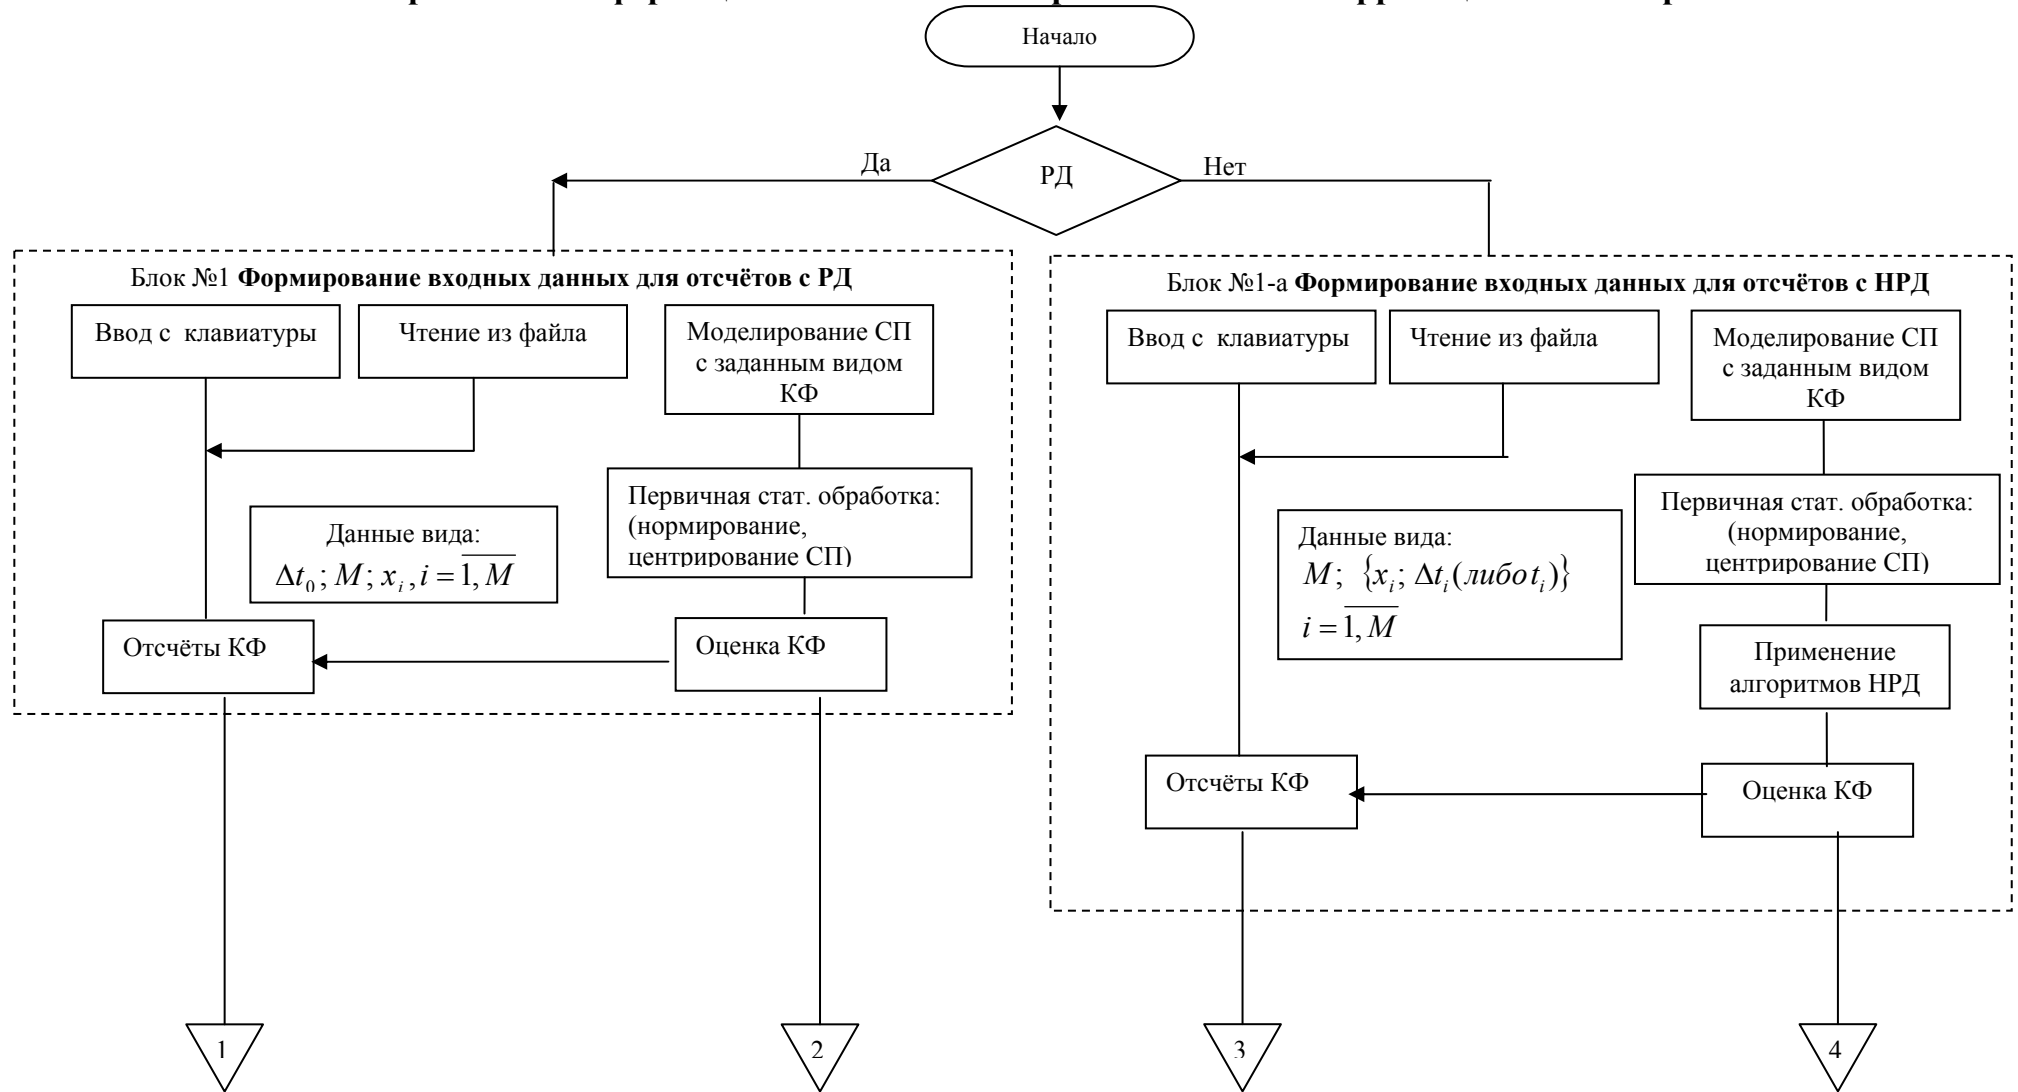 Начало
РД
Да
Нет
Блок №1 Формирование входных данных для отсчётов с РД
Ввод с клавиатуры
Чтение из файла
Моделирование СП
с заданным видом
КФ
Первичная стат. обработка:
(нормирование,
центрирование СП)
Данные вида:
Δt₀; M; xᵢ, i = 1, M
Отсчёты КФ
Оценка КФ
Блок №1-а Формирование входных данных для отсчётов с НРД
Ввод с клавиатуры
Чтение из файла
Моделирование СП
с заданным видом
КФ
Первичная стат. обработка:
(нормирование,
центрирование СП)
Данные вида:
M; {xᵢ; Δtᵢ(либо tᵢ)}
i = 1, M
Применение
алгоритмов НРД
Отсчёты КФ
Оценка КФ
1
2
3
4